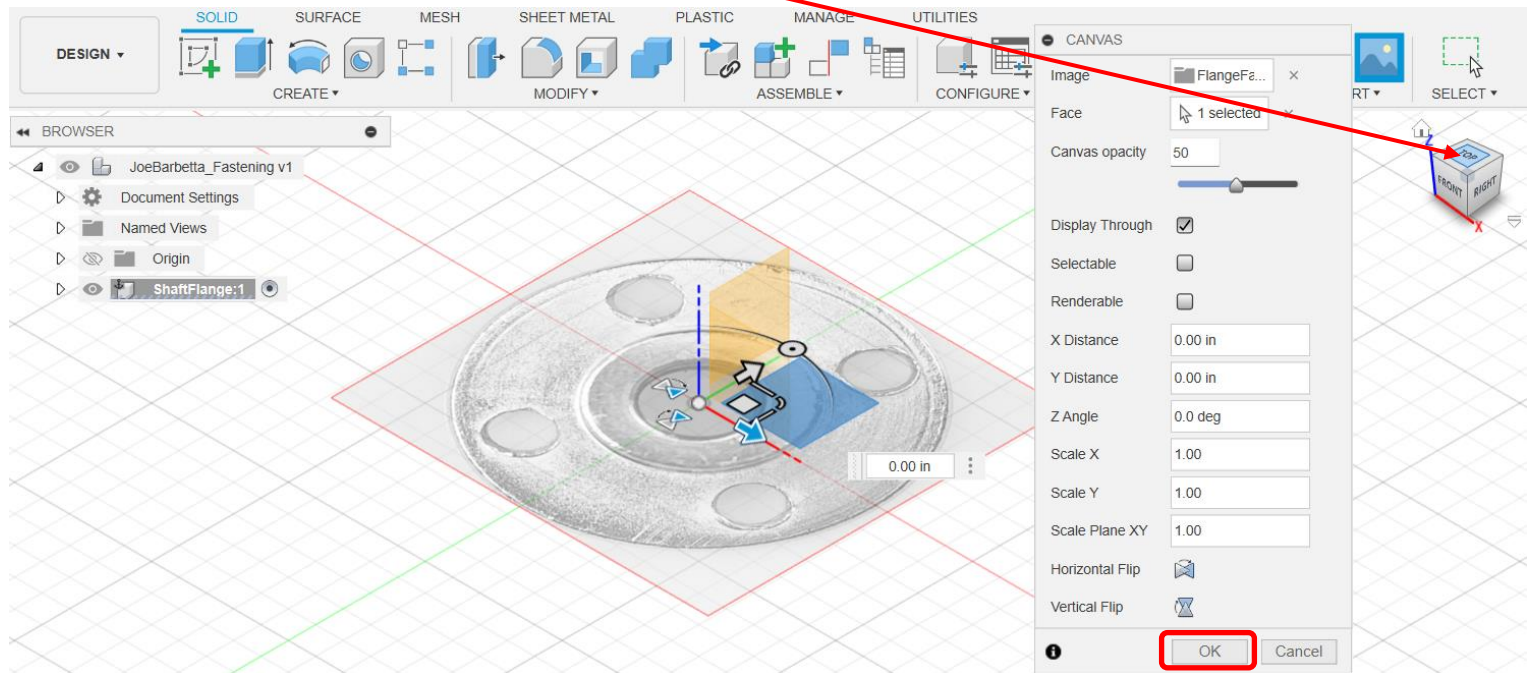 SOLID SURFACE MESH SHEET METAL PLASTIC MANAGE UTILITIES
DESIGN ▾
CREATE ▾ MODIFY ▾ ASSEMBLE ▾ CONFIGURE ▾ RT ▾ SELECT ▾
BROWSER
JoeBarbetta_Fastening v1
Document Settings
Named Views
Origin
ShaftFlange:1
0.00 in
CANVAS
Image FlangeFa...
Face 1 selected
Canvas opacity 50
Display Through
Selectable
Renderable
X Distance 0.00 in
Y Distance 0.00 in
Z Angle 0.0 deg
Scale X 1.00
Scale Y 1.00
Scale Plane XY 1.00
Horizontal Flip
Vertical Flip
OK Cancel
Z
TOP
FRONT RIGHT
X